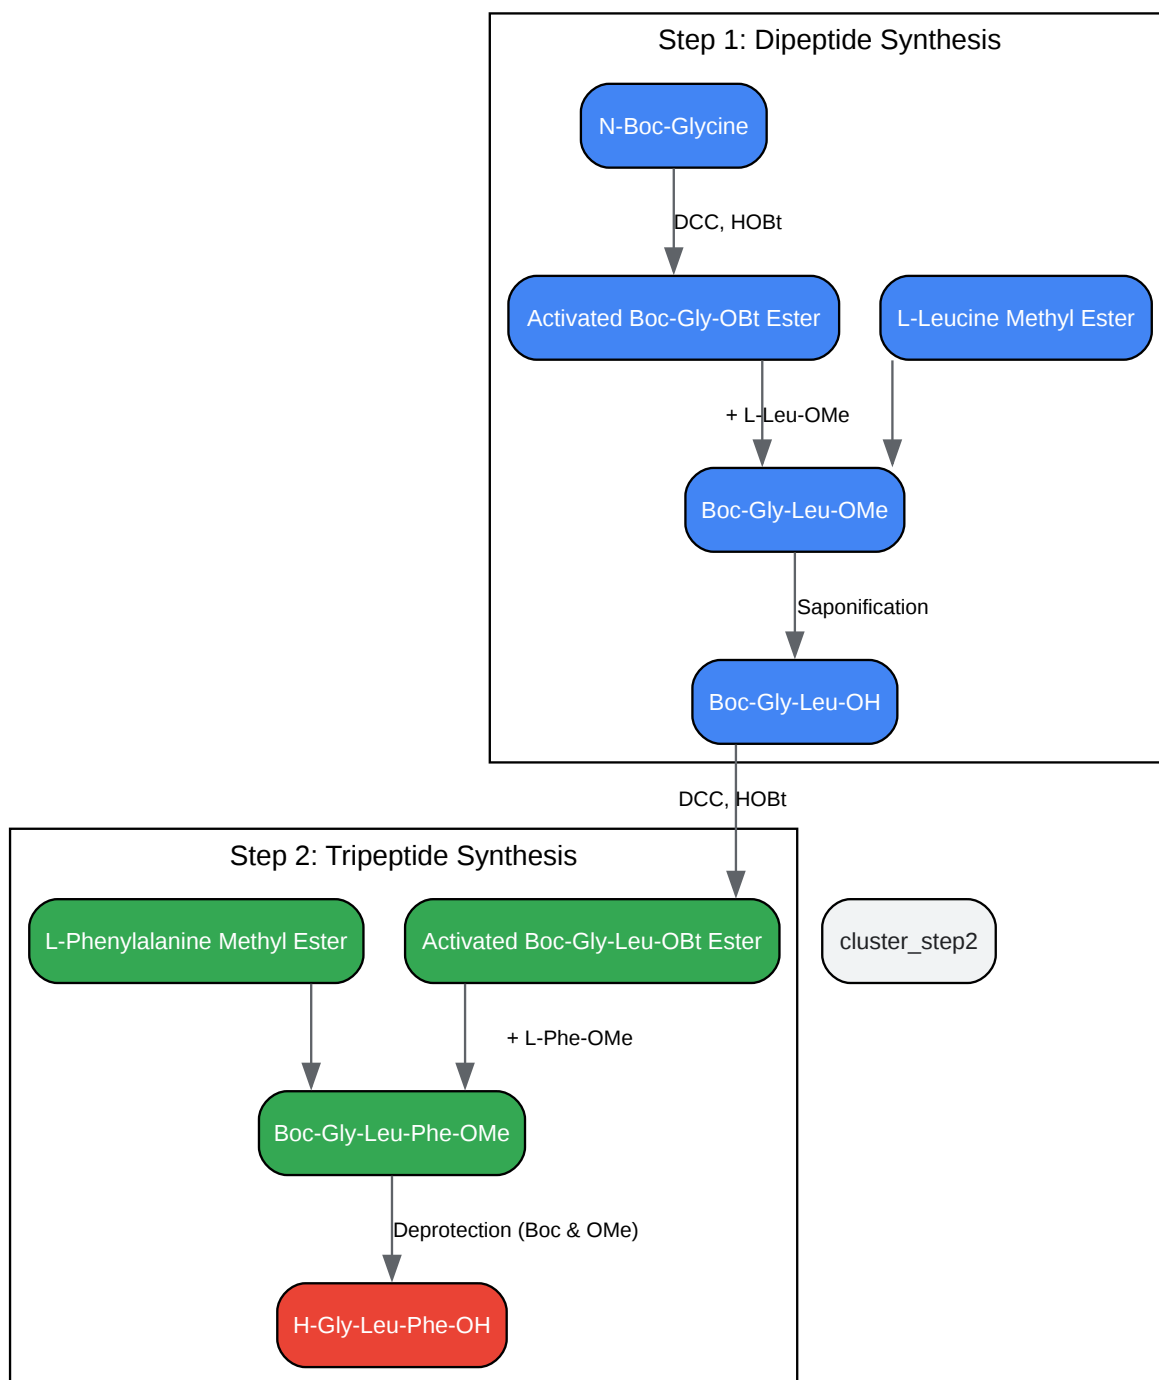 Step 1: Dipeptide Synthesis
N-Boc-Glycine
DCC, HOBt
Activated Boc-Gly-OBt Ester
L-Leucine Methyl Ester
+ L-Leu-OMe
Boc-Gly-Leu-OMe
Saponification
Boc-Gly-Leu-OH
DCC, HOBt
Step 2: Tripeptide Synthesis
L-Phenylalanine Methyl Ester
Activated Boc-Gly-Leu-OBt Ester
cluster_step2
+ L-Phe-OMe
Boc-Gly-Leu-Phe-OMe
Deprotection (Boc & OMe)
H-Gly-Leu-Phe-OH